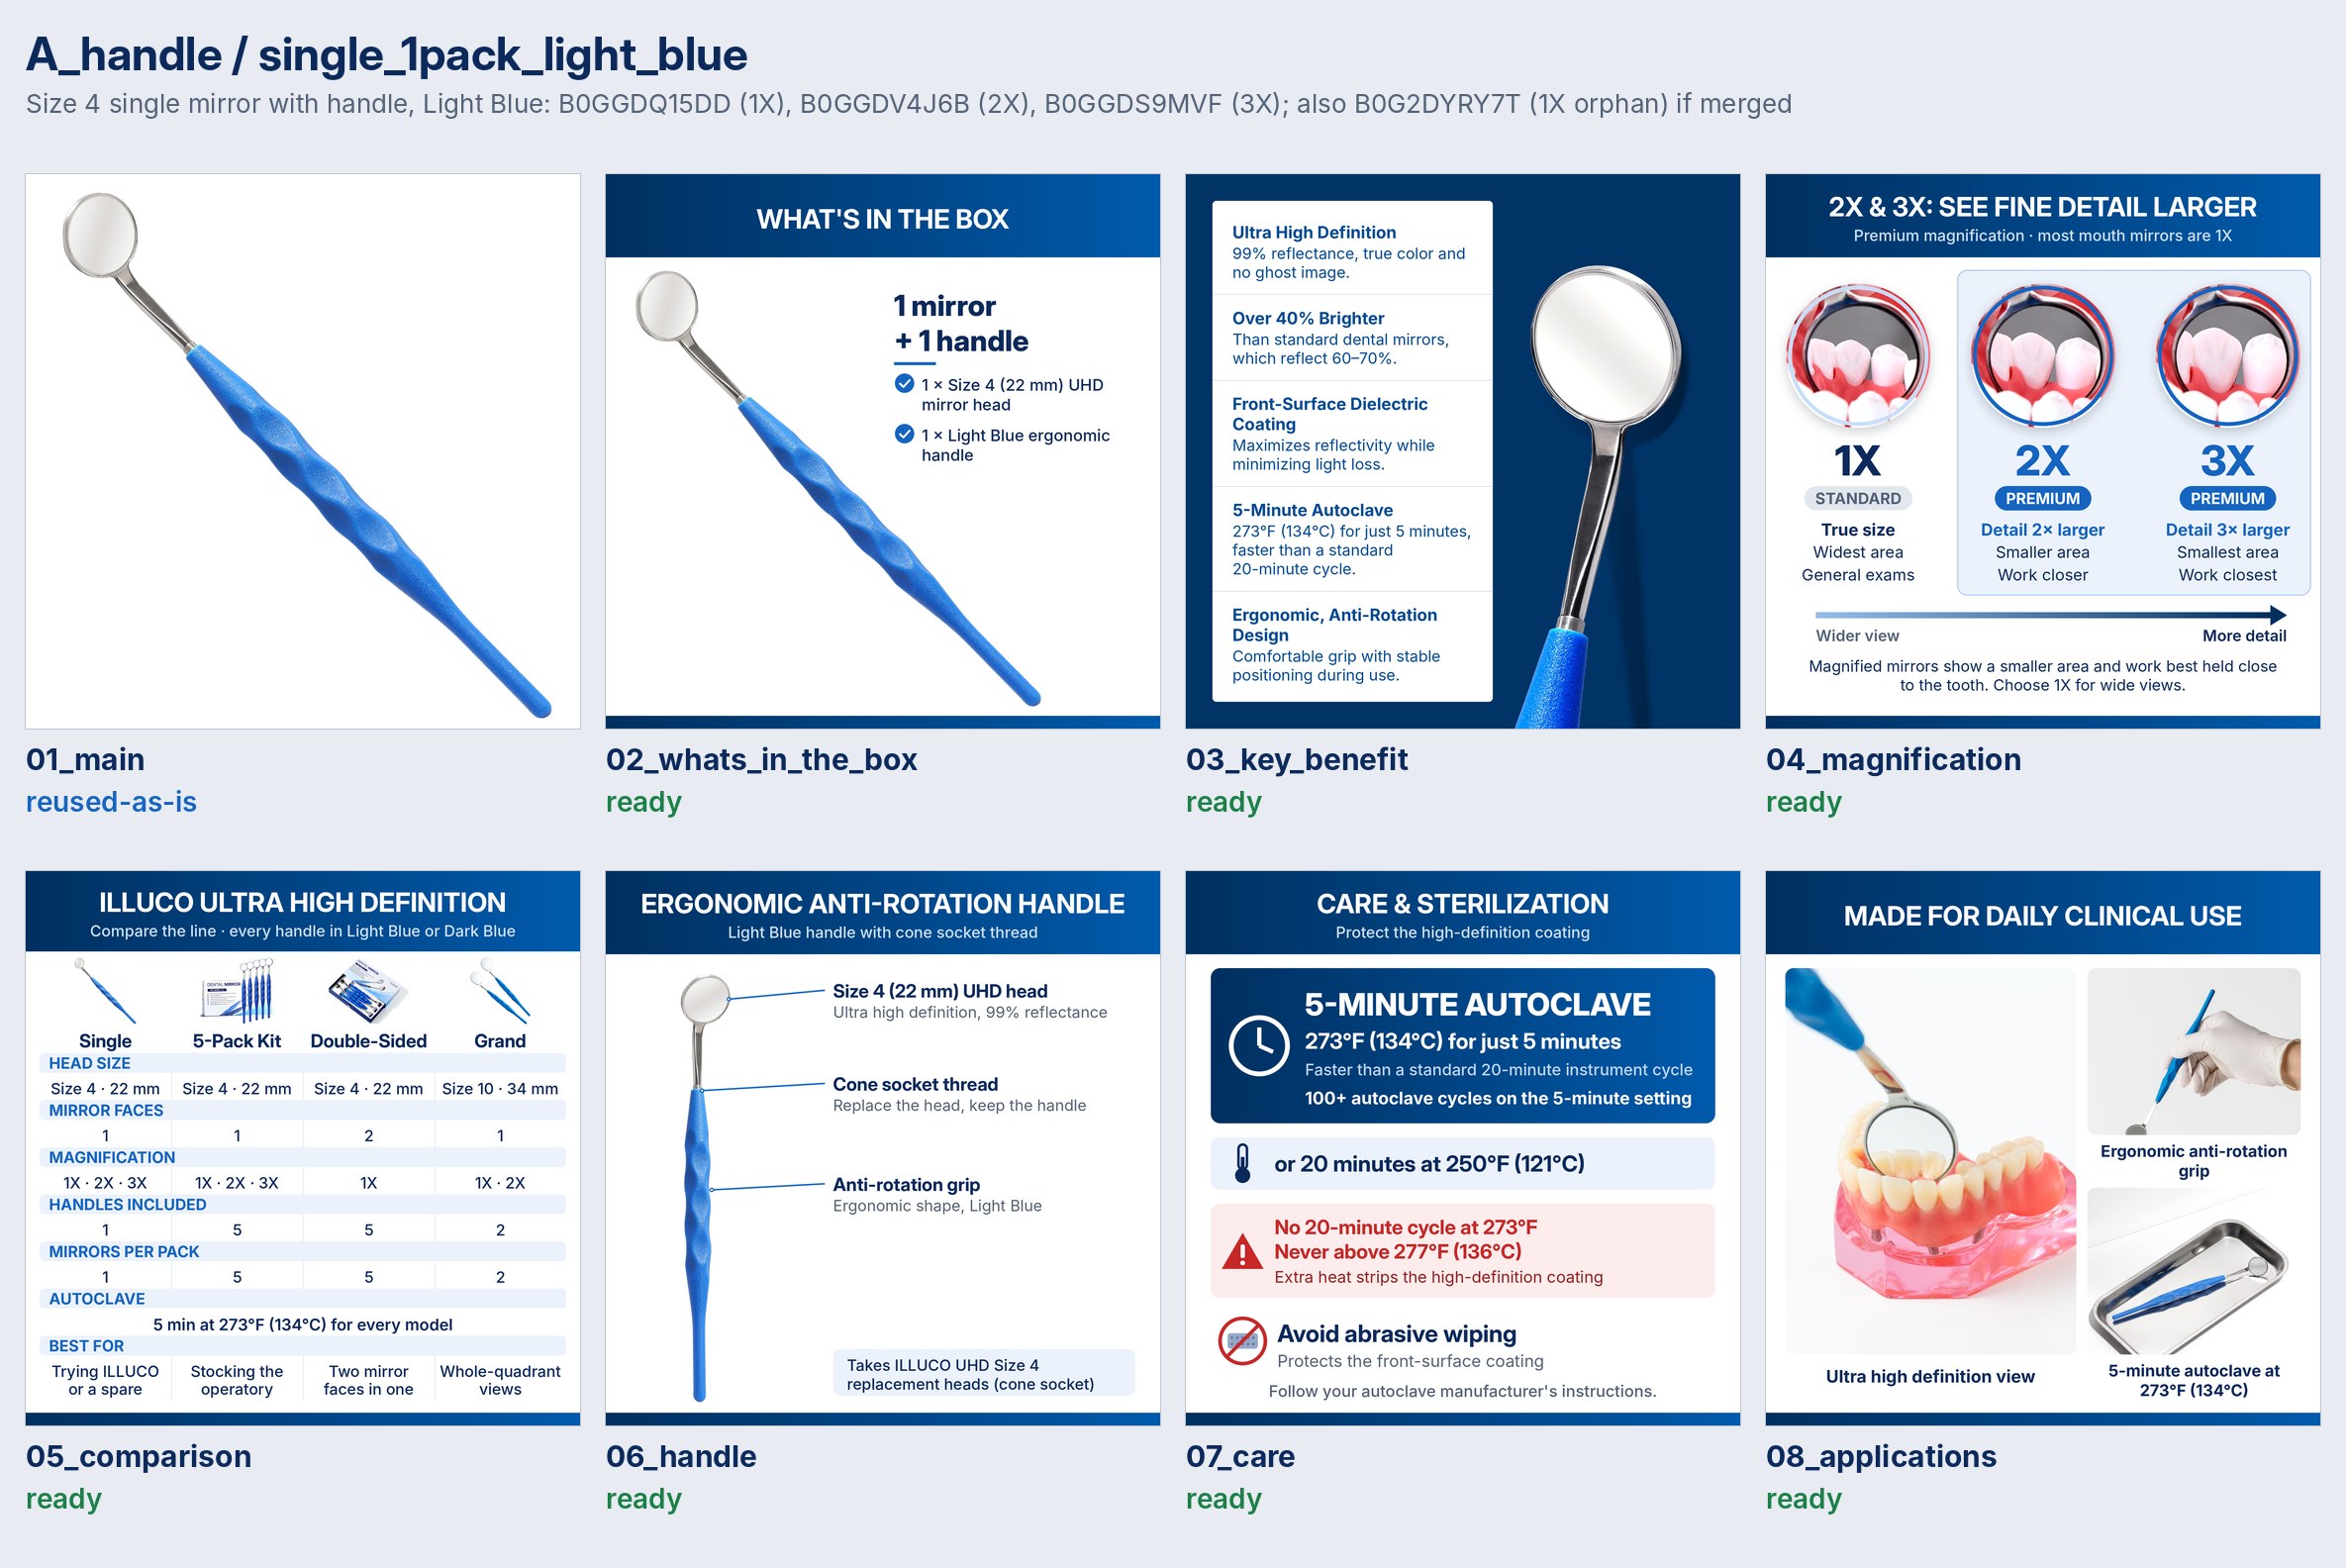 A_handle / single_1pack_light_blue
Size 4 single mirror with handle, Light Blue: B0GGDQ15DD (1X), B0GGDV4J6B (2X), B0GGDS9MVF (3X); also B0G2DYRY7T (1X orphan) if merged
01_main
reused-as-is
WHAT'S IN THE BOX
1 mirror
+ 1 handle
1 × Size 4 (22 mm) UHD
mirror head
1 × Light Blue ergonomic
handle
02_whats_in_the_box
ready
Ultra High Definition
99% reflectance, true color and
no ghost image.
Over 40% Brighter
Than standard dental mirrors,
which reflect 60–70%.
Front-Surface Dielectric
Coating
Maximizes reflectivity while
minimizing light loss.
5-Minute Autoclave
273°F (134°C) for just 5 minutes,
faster than a standard
20-minute cycle.
Ergonomic, Anti-Rotation
Design
Comfortable grip with stable
positioning during use.
03_key_benefit
ready
2X & 3X: SEE FINE DETAIL LARGER
Premium magnification · most mouth mirrors are 1X
1X
STANDARD
True size
Widest area
General exams
2X
PREMIUM
Detail 2× larger
Smaller area
Work closer
3X
PREMIUM
Detail 3× larger
Smallest area
Work closest
Wider view
More detail
Magnified mirrors show a smaller area and work best held close
to the tooth. Choose 1X for wide views.
04_magnification
ready
ILLUCO ULTRA HIGH DEFINITION
Compare the line · every handle in Light Blue or Dark Blue
DENTAL MIRROR
Single 5-Pack Kit Double-Sided Grand
HEAD SIZE
Size 4 · 22 mm Size 4 · 22 mm Size 4 · 22 mm Size 10 · 34 mm
MIRROR FACES
1 1 2 1
MAGNIFICATION
1X · 2X · 3X 1X · 2X · 3X 1X 1X · 2X
HANDLES INCLUDED
1 5 5 2
MIRRORS PER PACK
1 5 5 2
AUTOCLAVE
5 min at 273°F (134°C) for every model
BEST FOR
Trying ILLUCO Stocking the Two mirror Whole-quadrant
or a spare operatory faces in one views
05_comparison
ready
ERGONOMIC ANTI-ROTATION HANDLE
Light Blue handle with cone socket thread
Size 4 (22 mm) UHD head
Ultra high definition, 99% reflectance
Cone socket thread
Replace the head, keep the handle
Anti-rotation grip
Ergonomic shape, Light Blue
Takes ILLUCO UHD Size 4
replacement heads (cone socket)
06_handle
ready
CARE & STERILIZATION
Protect the high-definition coating
5-MINUTE AUTOCLAVE
273°F (134°C) for just 5 minutes
Faster than a standard 20-minute instrument cycle
100+ autoclave cycles on the 5-minute setting
or 20 minutes at 250°F (121°C)
No 20-minute cycle at 273°F
Never above 277°F (136°C)
Extra heat strips the high-definition coating
Avoid abrasive wiping
Protects the front-surface coating
Follow your autoclave manufacturer's instructions.
07_care
ready
MADE FOR DAILY CLINICAL USE
Ultra high definition view
Ergonomic anti-rotation
grip
5-minute autoclave at
273°F (134°C)
08_applications
ready